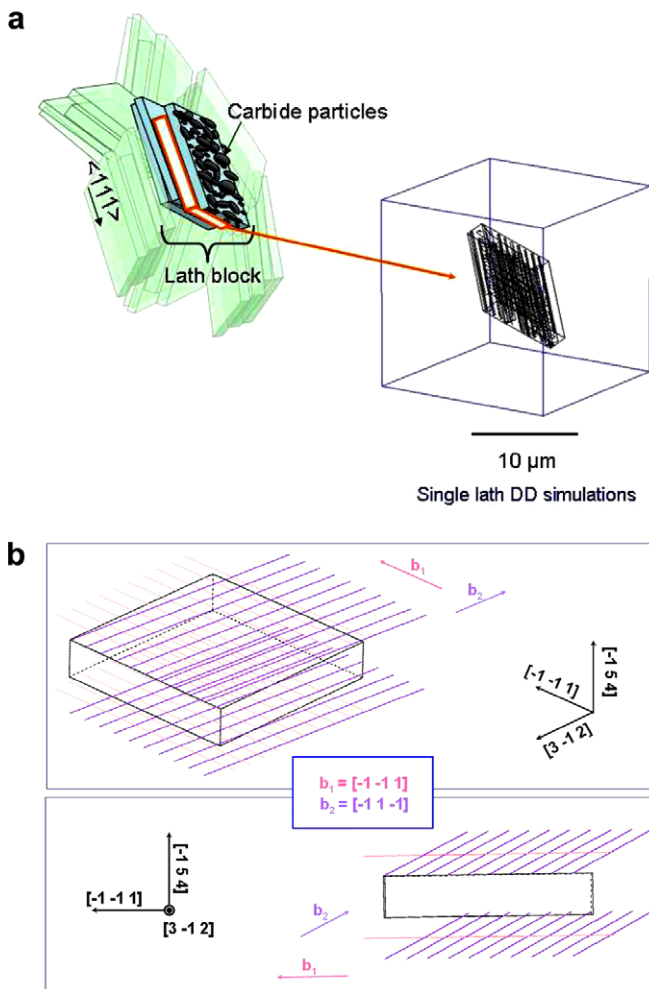 a
Carbide particles
<111>
Lath block
10 µm
Single lath DD simulations
b
b1
b2
[-1 5 4]
[-1 -1 1]
[3 -1 2]
b1 = [-1 -1 1]
b2 = [-1 1 -1]
[-1 5 4]
[-1 -1 1]
[3 -1 2]
b2
b1